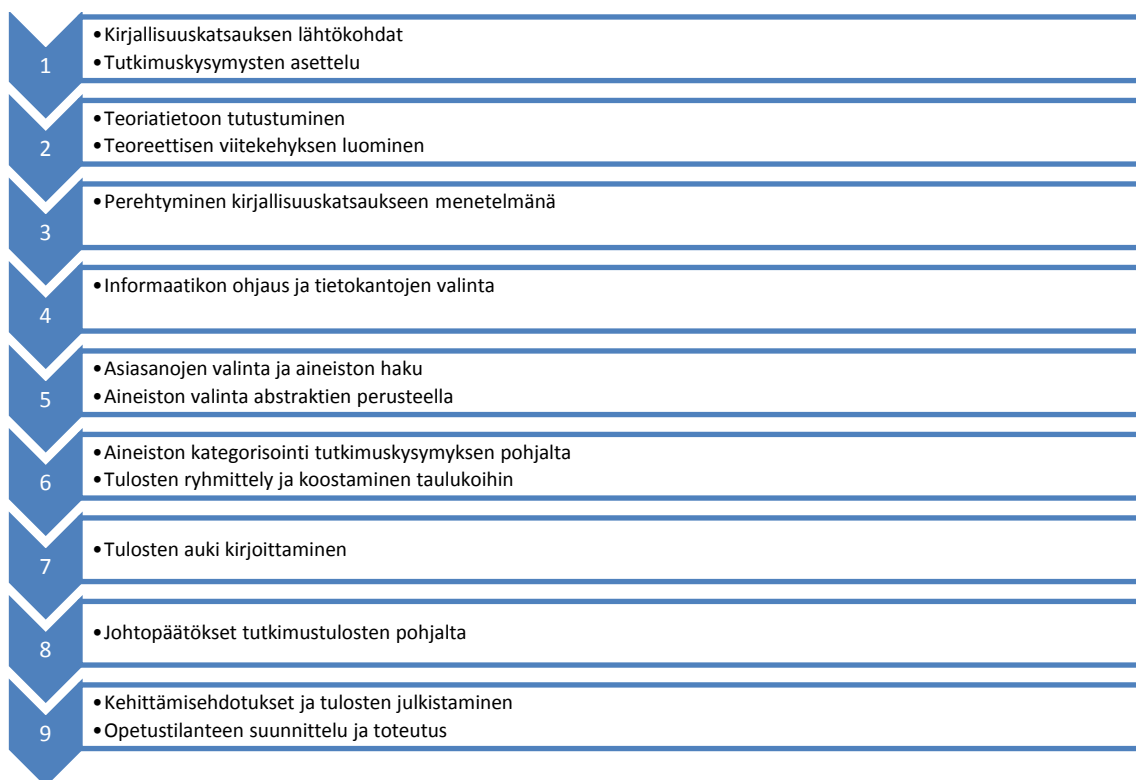 1
•Kirjallisuuskatsauksen lähtökohdat
•Tutkimuskysymysten asettelu
2
•Teoriatietoon tutustuminen
•Teoreettisen viitekehyksen luominen
3
•Perehtyminen kirjallisuuskatsaukseen menetelmänä
4
•Informaatikon ohjaus ja tietokantojen valinta
5
•Asiasanojen valinta ja aineiston haku
•Aineiston valinta abstraktien perusteella
6
•Aineiston kategorisointi tutkimuskysymyksen pohjalta
•Tulosten ryhmittely ja koostaminen taulukoihin
7
•Tulosten auki kirjoittaminen
8
•Johtopäätökset tutkimustulosten pohjalta
9
•Kehittämisehdotukset ja tulosten julkistaminen
•Opetustilanteen suunnittelu ja toteutus